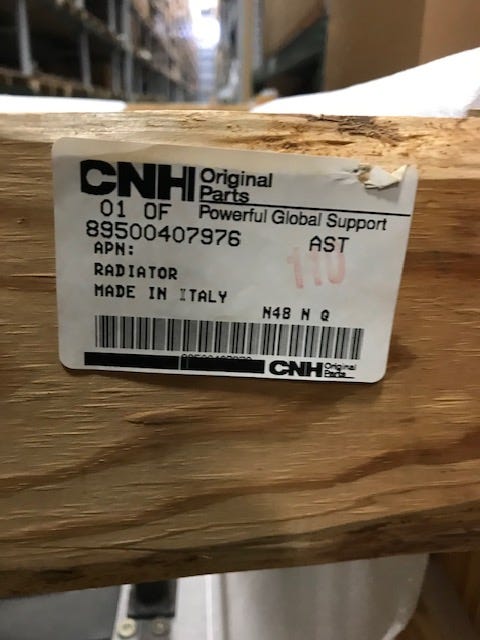 CNH Original
Parts
01 OF Powerful Global Support
89500407976 AST
APN:
110
RADIATOR
MADE IN ITALY
N48 N Q
CNH Original
Parts